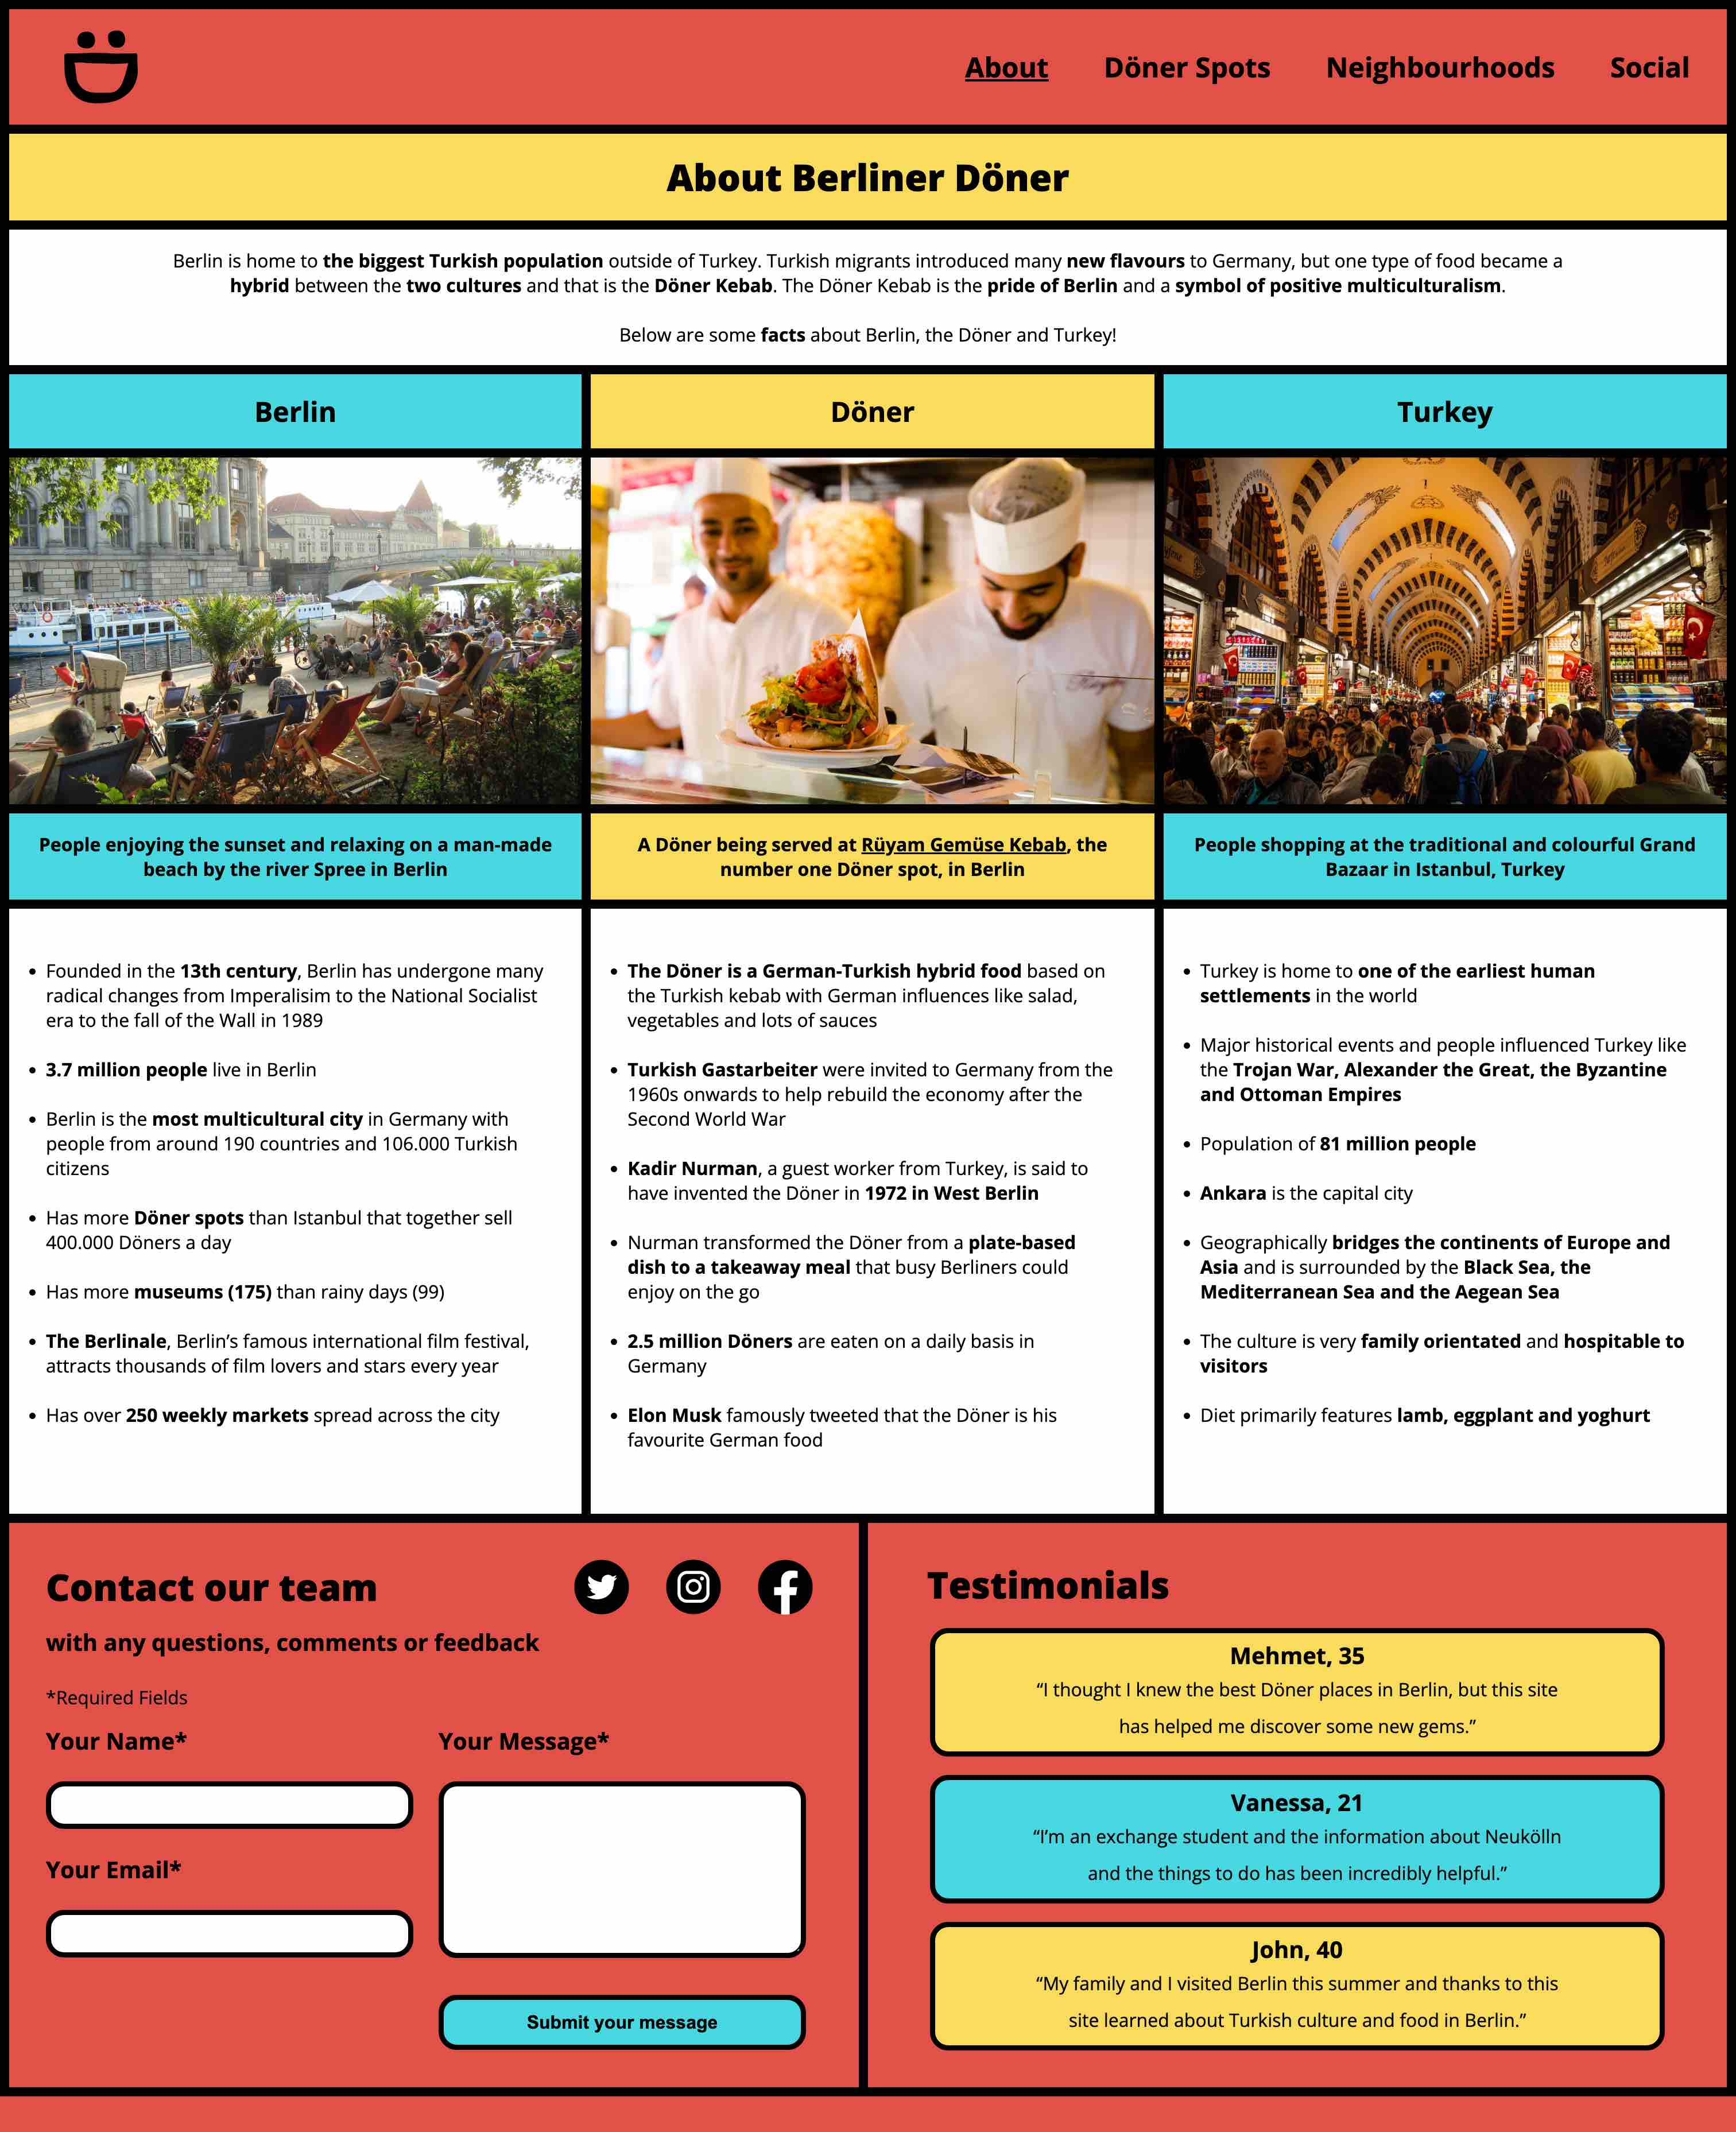 About
Döner Spots
Neighbourhoods
Social
About Berliner Döner
Berlin is home to the biggest Turkish population outside of Turkey. Turkish migrants introduced many new flavours to Germany, but one type of food became a
hybrid between the two cultures and that is the Döner Kebab. The Döner Kebab is the pride of Berlin and a symbol of positive multiculturalism.
Below are some facts about Berlin, the Döner and Turkey!
Berlin
People enjoying the sunset and relaxing on a man-made
beach by the river Spree in Berlin
Founded in the 13th century, Berlin has undergone many
radical changes from Imperalisim to the National Socialist
era to the fall of the Wall in 1989
3.7 million people live in Berlin
Berlin is the most multicultural city in Germany with
people from around 190 countries and 106.000 Turkish
citizens
Has more Döner spots than Istanbul that together sell
400.000 Döners a day
Has more museums (175) than rainy days (99)
The Berlinale, Berlin’s famous international film festival,
attracts thousands of film lovers and stars every year
Has over 250 weekly markets spread across the city
Döner
A Döner being served at Rüyam Gemüse Kebab, the
number one Döner spot, in Berlin
The Döner is a German-Turkish hybrid food based on
the Turkish kebab with German influences like salad,
vegetables and lots of sauces
Turkish Gastarbeiter were invited to Germany from the
1960s onwards to help rebuild the economy after the
Second World War
Kadir Nurman, a guest worker from Turkey, is said to
have invented the Döner in 1972 in West Berlin
Nurman transformed the Döner from a plate-based
dish to a takeaway meal that busy Berliners could
enjoy on the go
2.5 million Döners are eaten on a daily basis in
Germany
Elon Musk famously tweeted that the Döner is his
favourite German food
Turkey
People shopping at the traditional and colourful Grand
Bazaar in Istanbul, Turkey
Turkey is home to one of the earliest human
settlements in the world
Major historical events and people influenced Turkey like
the Trojan War, Alexander the Great, the Byzantine
and Ottoman Empires
Population of 81 million people
Ankara is the capital city
Geographically bridges the continents of Europe and
Asia and is surrounded by the Black Sea, the
Mediterranean Sea and the Aegean Sea
The culture is very family orientated and hospitable to
visitors
Diet primarily features lamb, eggplant and yoghurt
Contact our team
with any questions, comments or feedback
*Required Fields
Your Name*
Your Email*
Your Message*
Submit your message
Testimonials
Mehmet, 35
“I thought I knew the best Döner places in Berlin, but this site
has helped me discover some new gems.”
Vanessa, 21
“I’m an exchange student and the information about Neukölln
and the things to do has been incredibly helpful.”
John, 40
“My family and I visited Berlin this summer and thanks to this
site learned about Turkish culture and food in Berlin.”